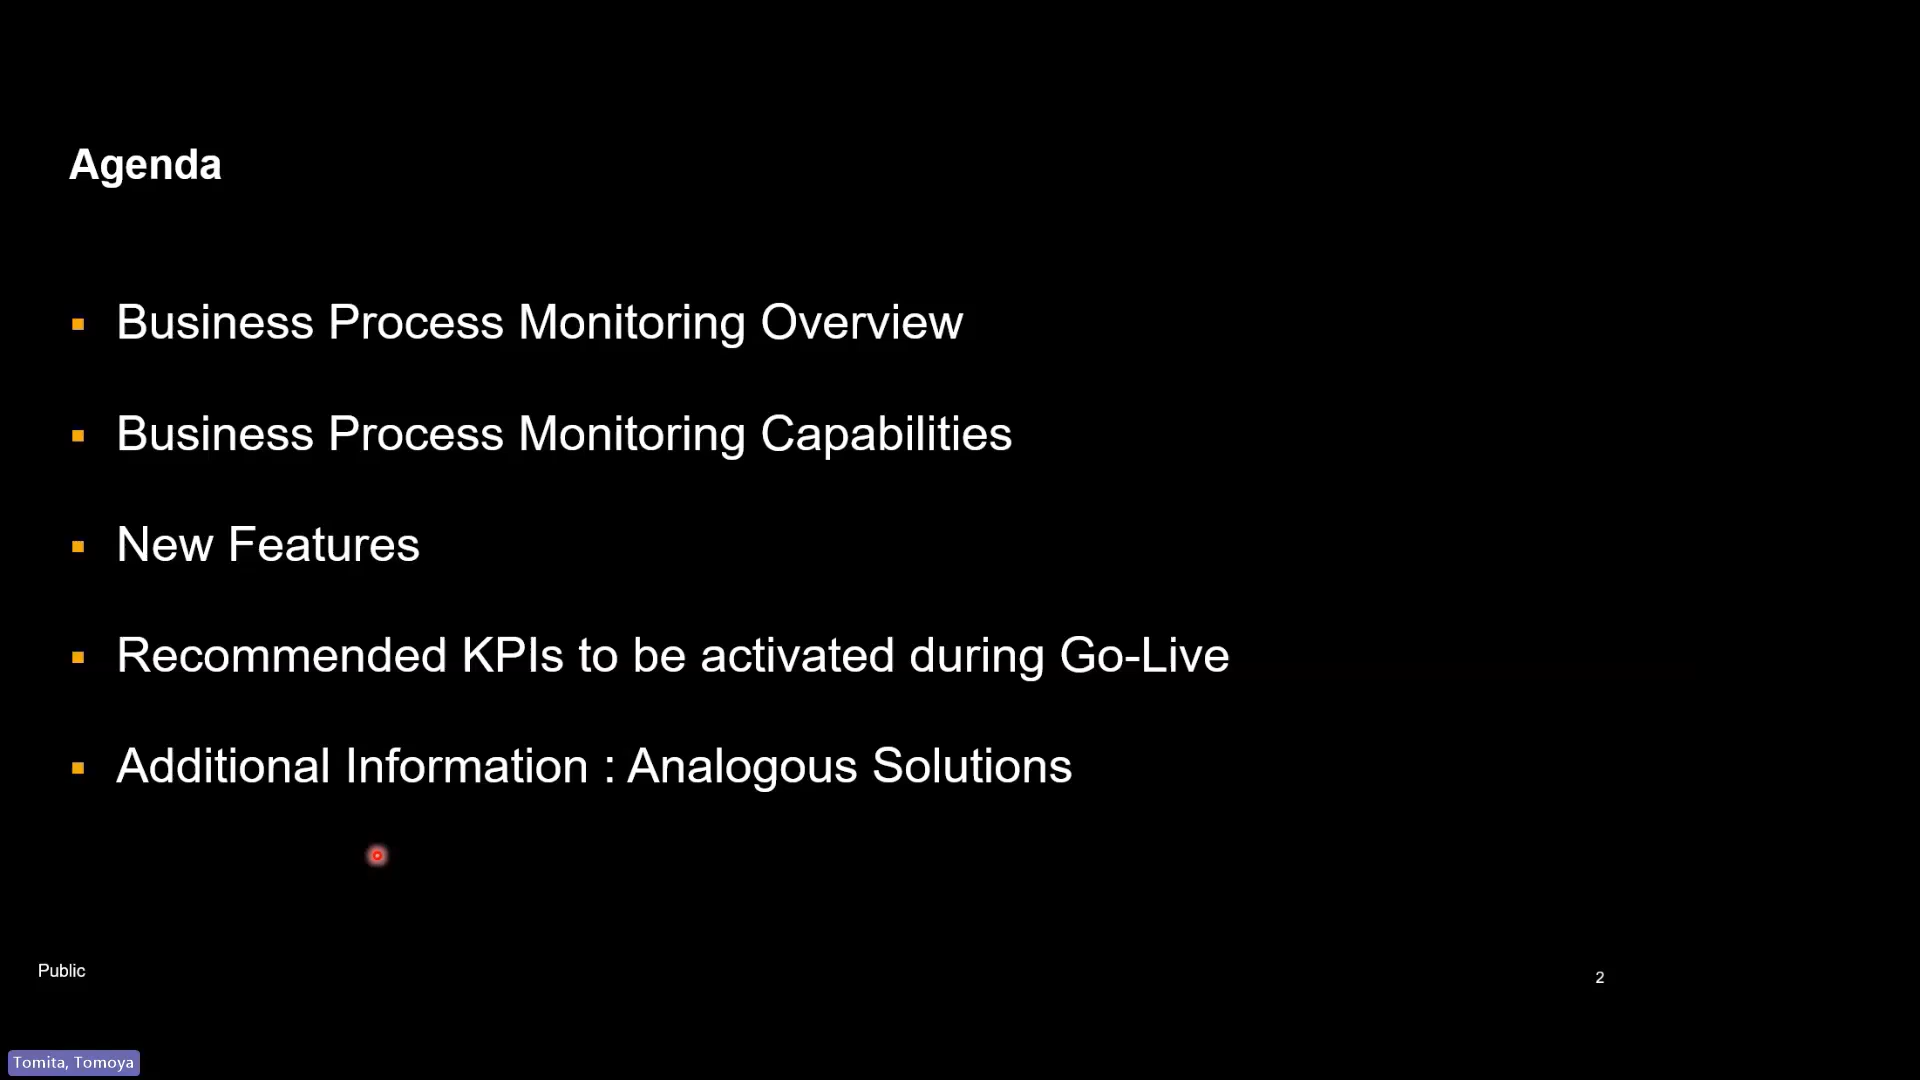 Agenda
Business Process Monitoring Overview
Business Process Monitoring Capabilities
New Features
Recommended KPIs to be activated during Go-Live
Additional Information : Analogous Solutions
Public
2
Tomita, Tomoya